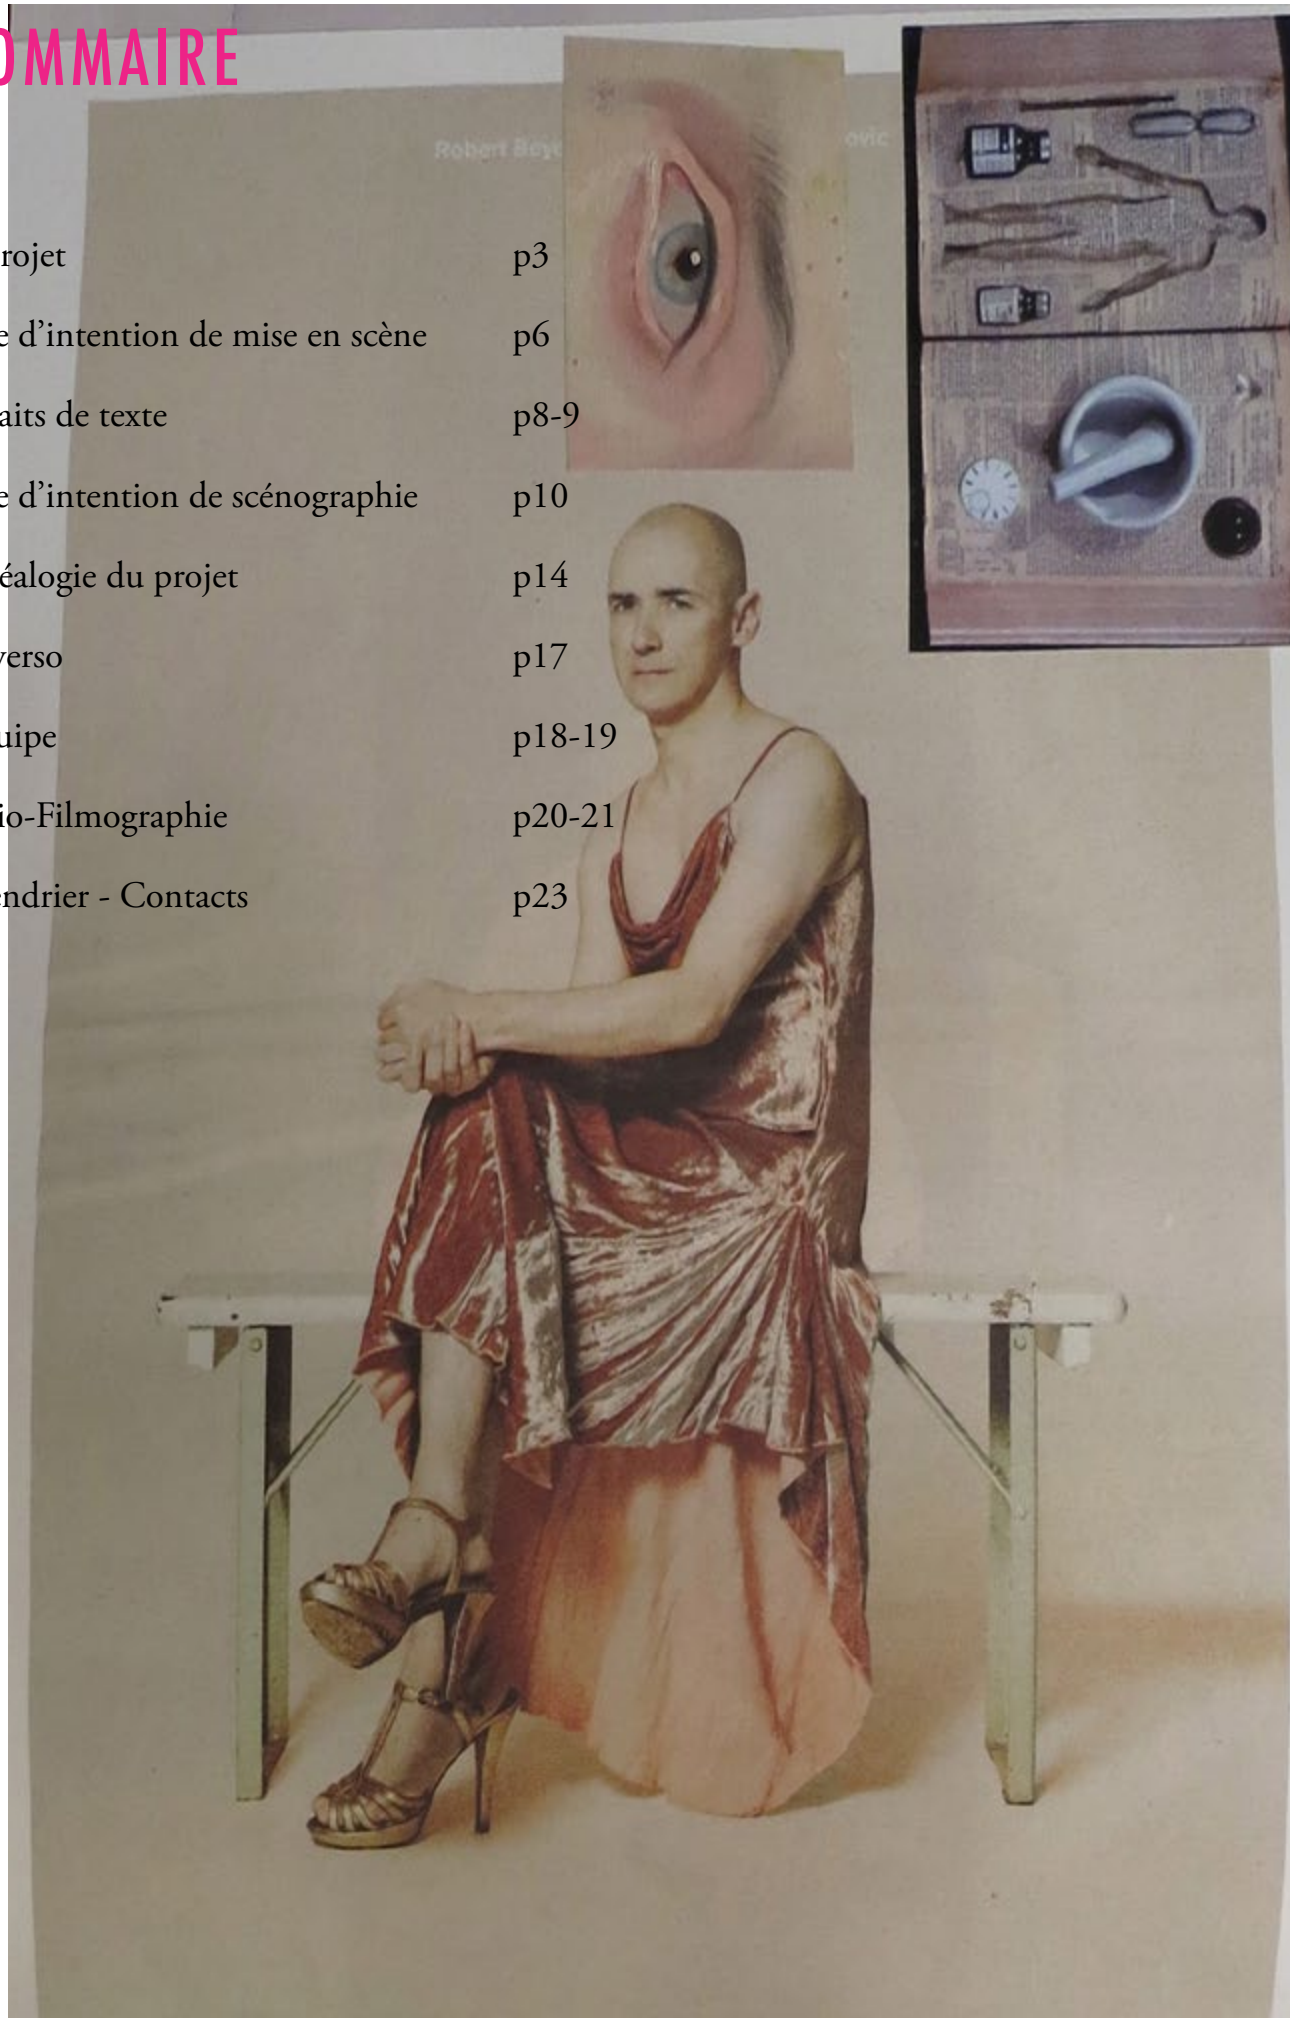 OMMAIRE
Robert Beyc ovic
rojet p3
e d’intention de mise en scène p6
aits de texte p8-9
e d’intention de scénographie p10
éalogie du projet p14
verso p17
uipe p18-19
io-Filmographie p20-21
endrier - Contacts p23